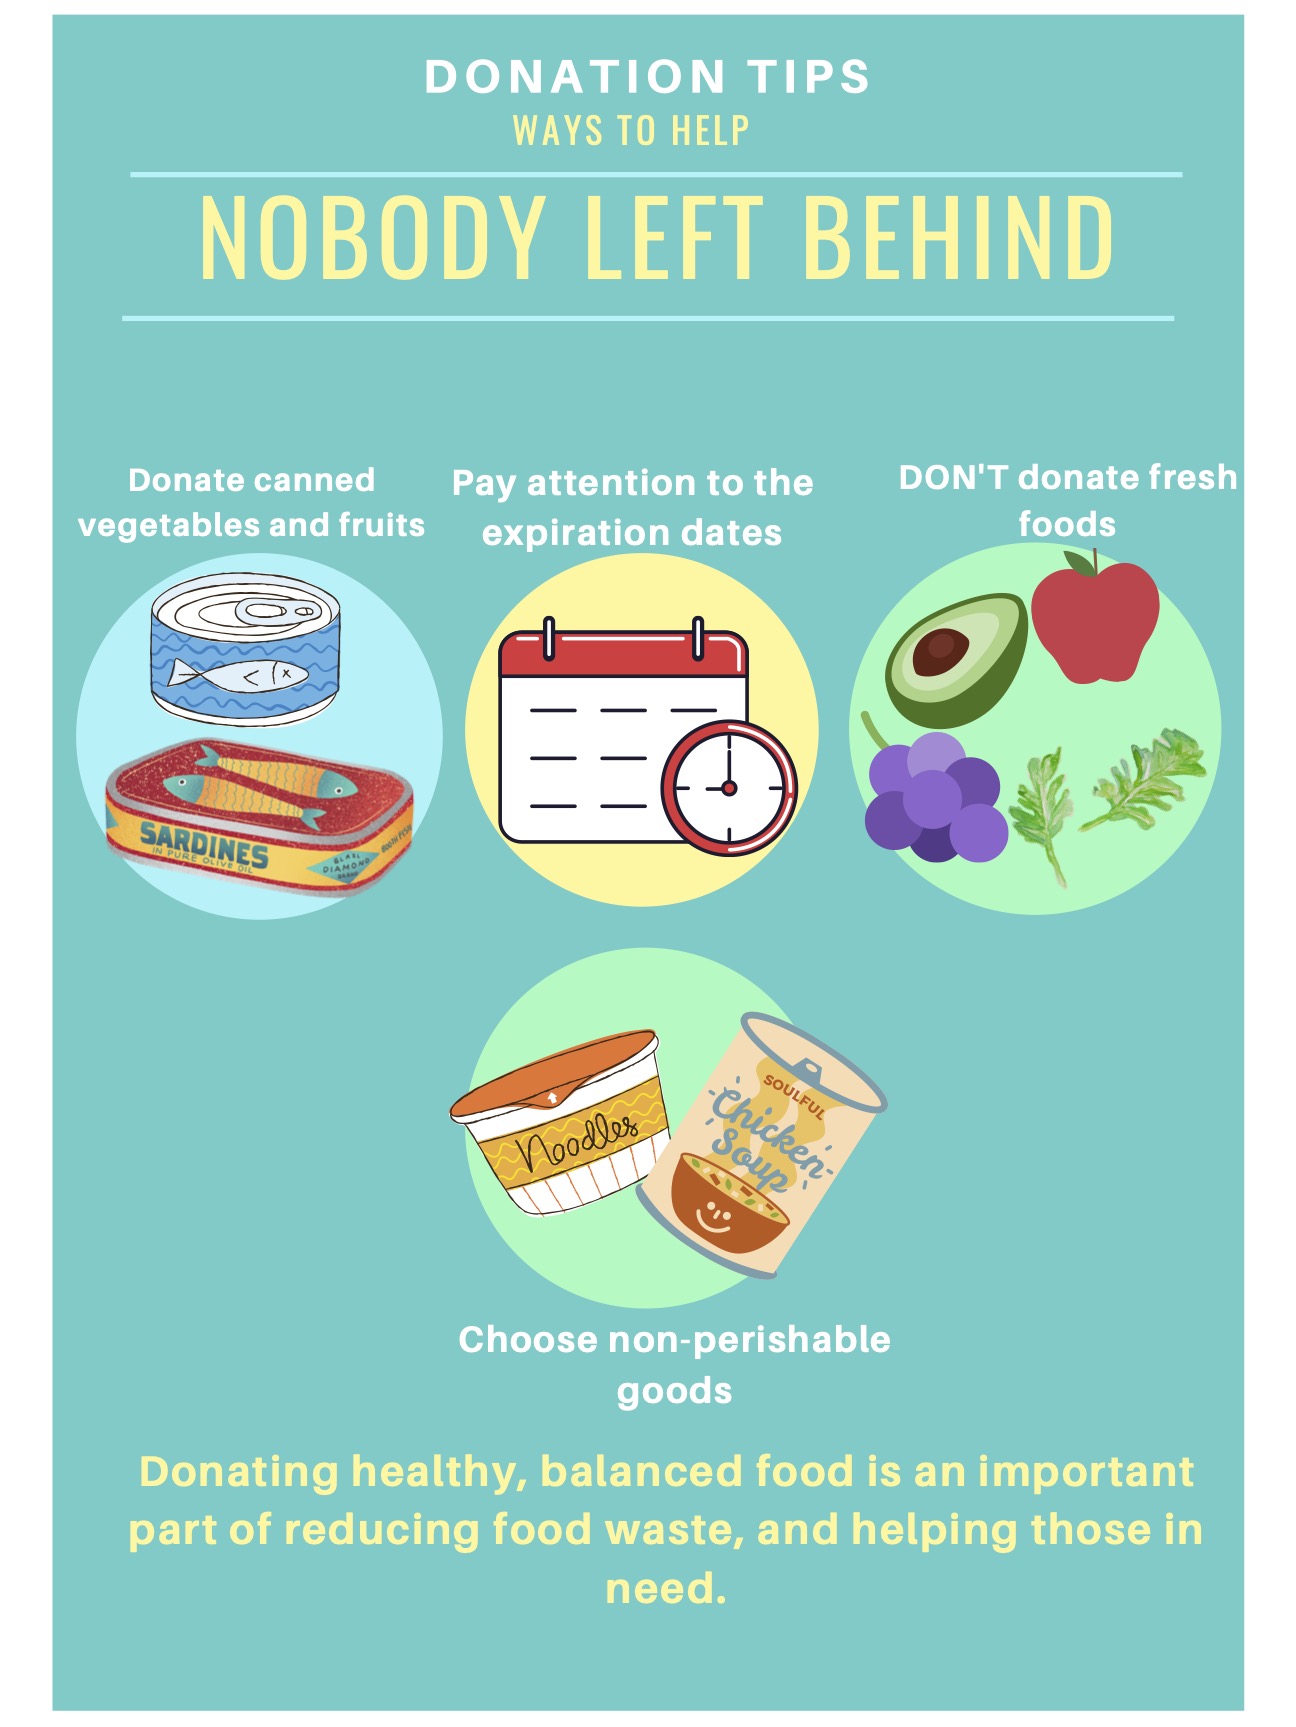 DONATION TIPS
WAYS TO HELP
NOBODY LEFT BEHIND
Donate canned
vegetables and fruits
Pay attention to the
expiration dates
DON'T donate fresh
foods
SARDINES
IN PURE OLIVE OIL
DIAMOND
BRAND
Noodles
SOULFUL
Chicken
Soup
Choose non-perishable
goods
Donating healthy, balanced food is an important
part of reducing food waste, and helping those in
need.